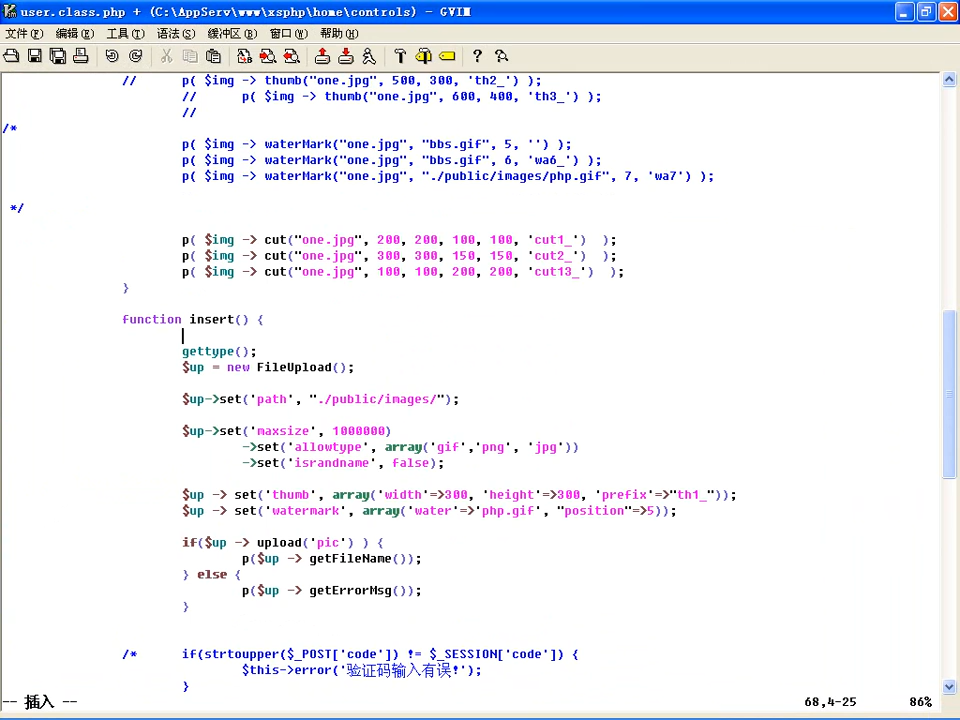 user.class.php + (C:\AppServ\www\xsphp\home\controls) - GVIM
文件(F) 编辑(E) 工具(T) 语法(S) 缓冲区(B) 窗口(W) 帮助(H)
// p( $img -> thumb("one.jpg", 500, 300, 'th2_') );
// p( $img -> thumb("one.jpg", 600, 400, 'th3_') );
//
/*
p( $img -> waterMark("one.jpg", "bbs.gif", 5, '') );
p( $img -> waterMark("one.jpg", "bbs.gif", 6, 'wa6_') );
p( $img -> waterMark("one.jpg", "./public/images/php.gif", 7, 'wa7') );
*/
p( $img -> cut("one.jpg", 200, 200, 100, 100, 'cut1_') );
p( $img -> cut("one.jpg", 300, 300, 150, 150, 'cut2_') );
p( $img -> cut("one.jpg", 100, 100, 200, 200, 'cut13_') );
}
function insert() {
gettype();
$up = new FileUpload();
$up->set('path', "./public/images/");
$up->set('maxsize', 1000000)
->set('allowtype', array('gif','png', 'jpg'))
->set('israndname', false);
$up -> set('thumb', array('width'=>300, 'height'=>300, 'prefix'=>"th1_"));
$up -> set('watermark', array('water'=>'php.gif', "position"=>5));
if($up -> upload('pic') ) {
p($up -> getFileName());
} else {
p($up -> getErrorMsg());
}
/* if(strtoupper($_POST['code']) != $_SESSION['code']) {
$this->error('验证码输入有误!');
}
-- 插入 -- 68,4-25 86%